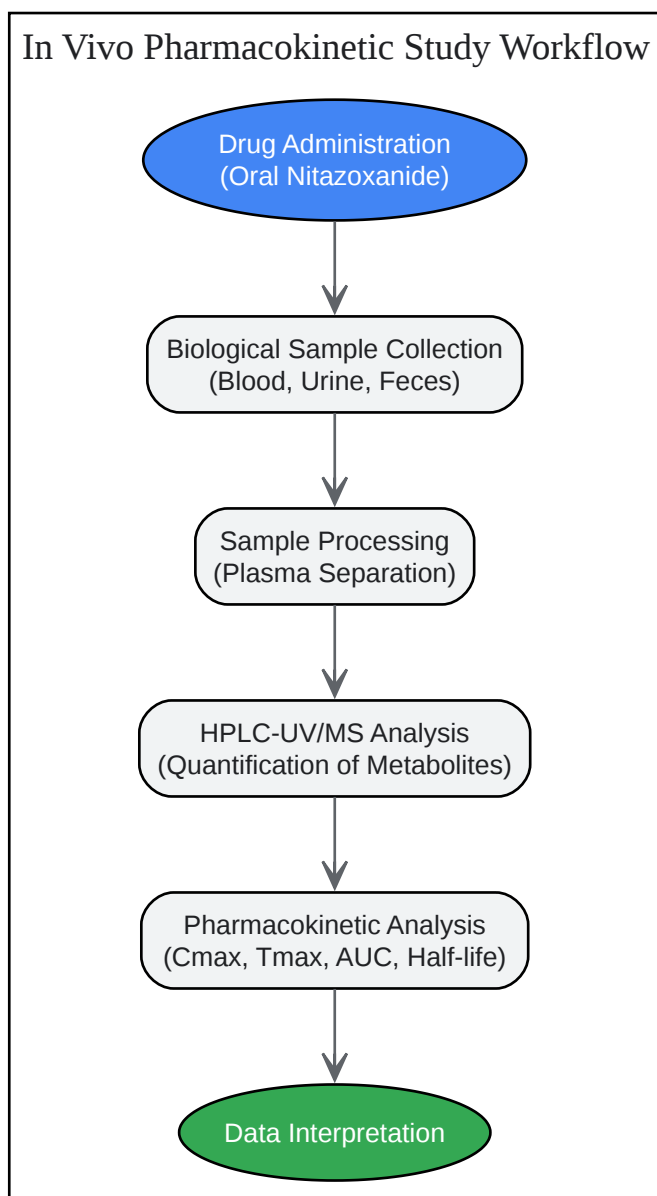 In Vivo Pharmacokinetic Study Workflow
Drug Administration
(Oral Nitazoxanide)
Biological Sample Collection
(Blood, Urine, Feces)
Sample Processing
(Plasma Separation)
HPLC-UV/MS Analysis
(Quantification of Metabolites)
Pharmacokinetic Analysis
(Cmax, Tmax, AUC, Half-life)
Data Interpretation